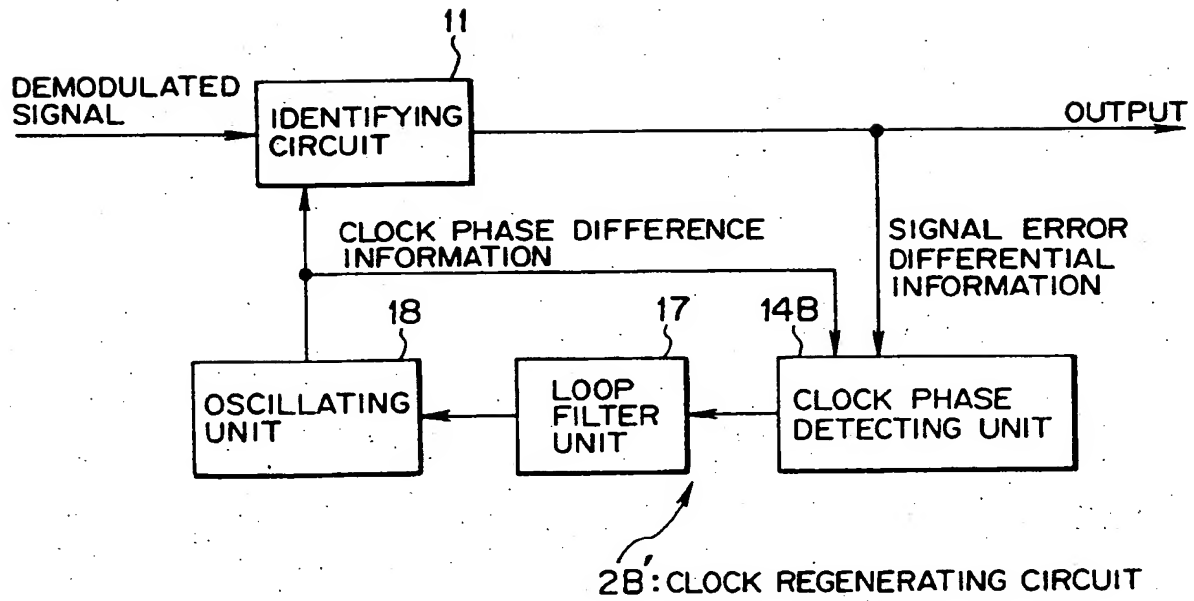 11
DEMODULATED
SIGNAL
IDENTIFYING
CIRCUIT
OUTPUT
CLOCK PHASE DIFFERENCE
INFORMATION
SIGNAL ERROR
DIFFERENTIAL
INFORMATION
18
17
14B
OSCILLATING
UNIT
LOOP
FILTER
UNIT
CLOCK PHASE
DETECTING UNIT
2B': CLOCK REGENERATING CIRCUIT